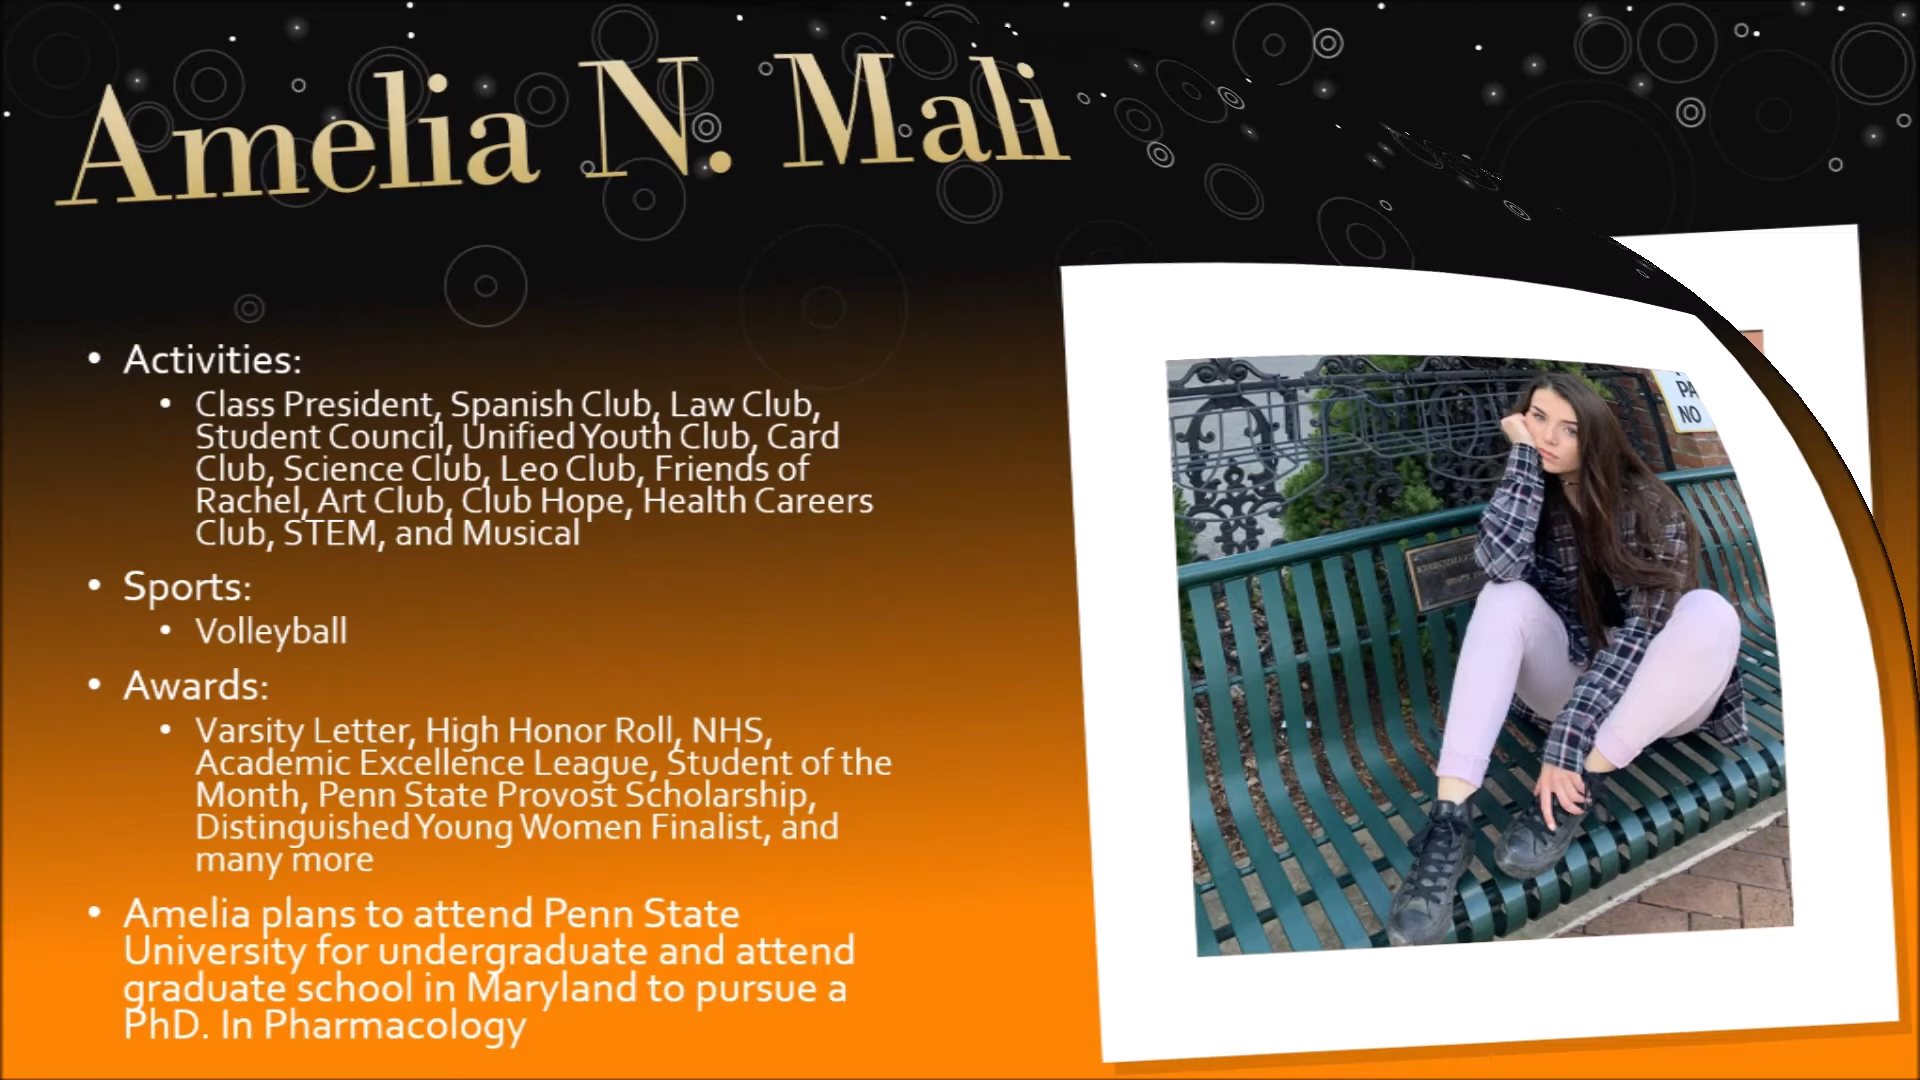 Amelia N. Mali
• Activities:
• Class President, Spanish Club, Law Club,
Student Council, Unified Youth Club, Card
Club, Science Club, Leo Club, Friends of
Rachel, Art Club, Club Hope, Health Careers
Club, STEM, and Musical
• Sports:
• Volleyball
• Awards:
• Varsity Letter, High Honor Roll, NHS,
Academic Excellence League, Student of the
Month, Penn State Provost Scholarship,
Distinguished Young Women Finalist, and
many more
• Amelia plans to attend Penn State
University for undergraduate and attend
graduate school in Maryland to pursue a
PhD. In Pharmacology
PA
NO